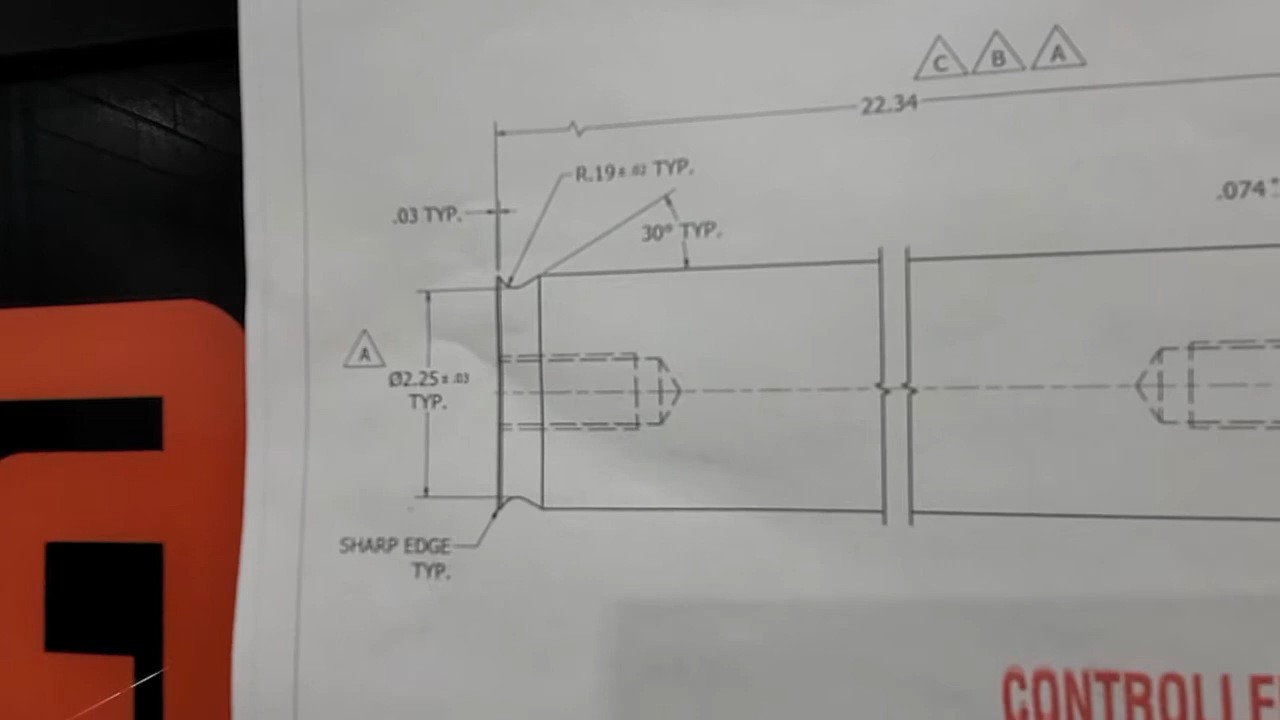 C B A
22.34
R.19±.02 TYP.
.03 TYP.
.074
30° TYP.
A
Ø2.25±.03
TYP.
SHARP EDGE
TYP.
CONTROLLE